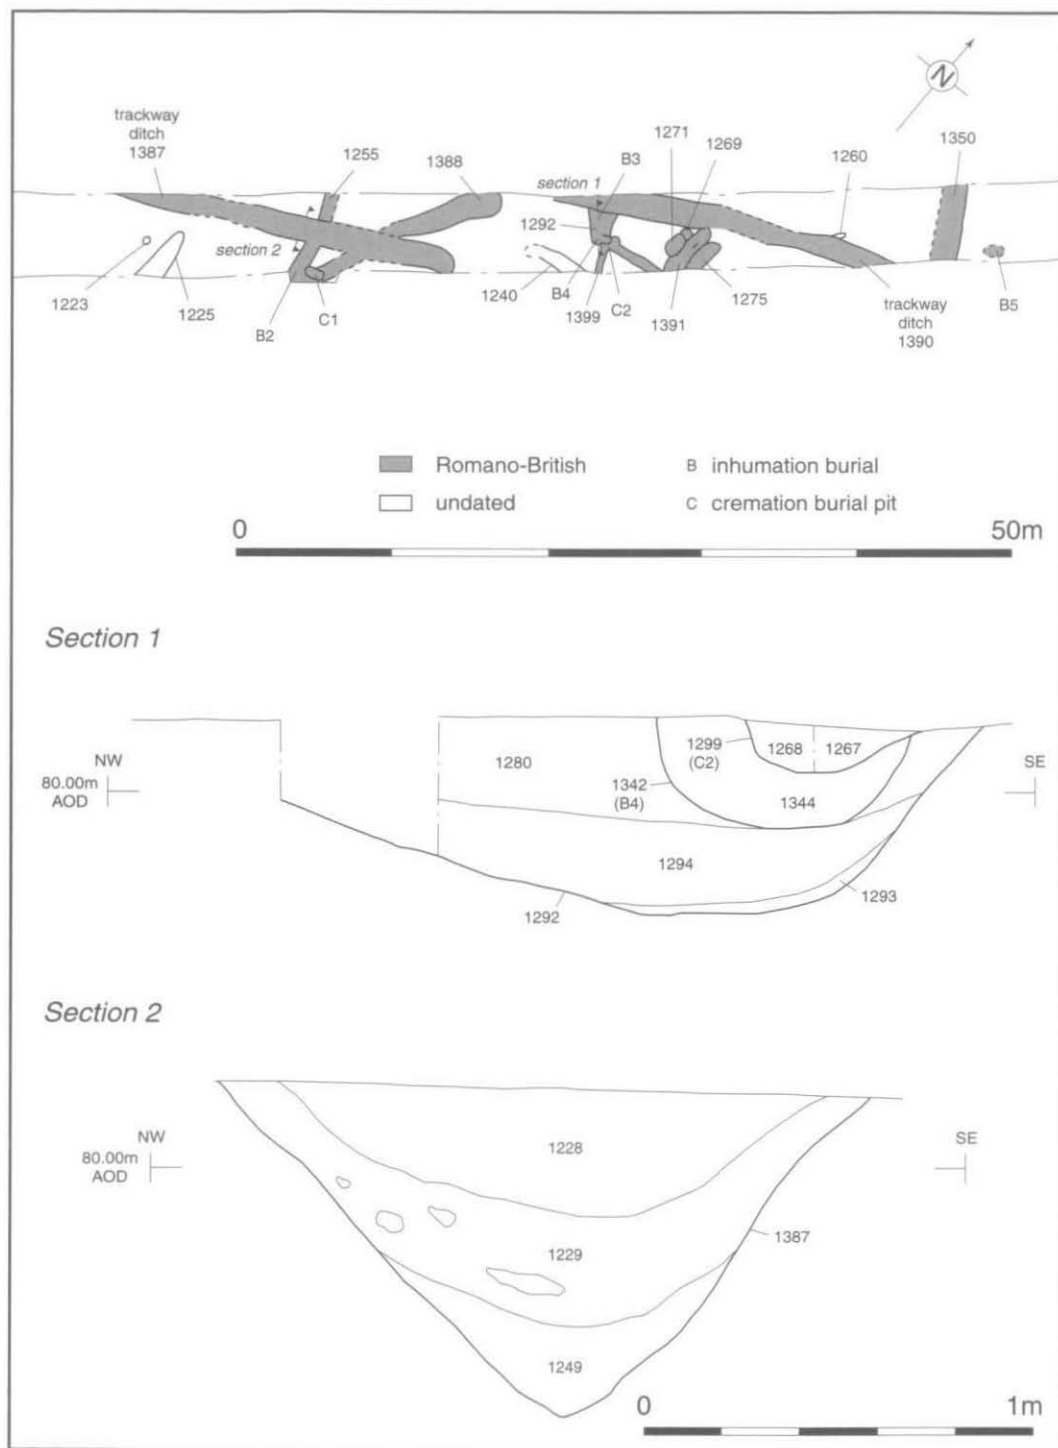 N
trackway
ditch
1387
1255
1388
1271
1269
B3
1260
1350
section 1
1292
section 2
1223
1225
B2
C1
1240
B4
1399
C2
1391
1275
trackway
ditch
1390
B5
Romano-British
B inhumation burial
undated
C cremation burial pit
0 50m
Section 1
NW
80.00m
AOD
1280
1299
(C2)
1268
1267
SE
1342
(B4)
1344
1294
1293
1292
Section 2
NW
80.00m
AOD
1228
SE
1229
1387
1249
0 1m